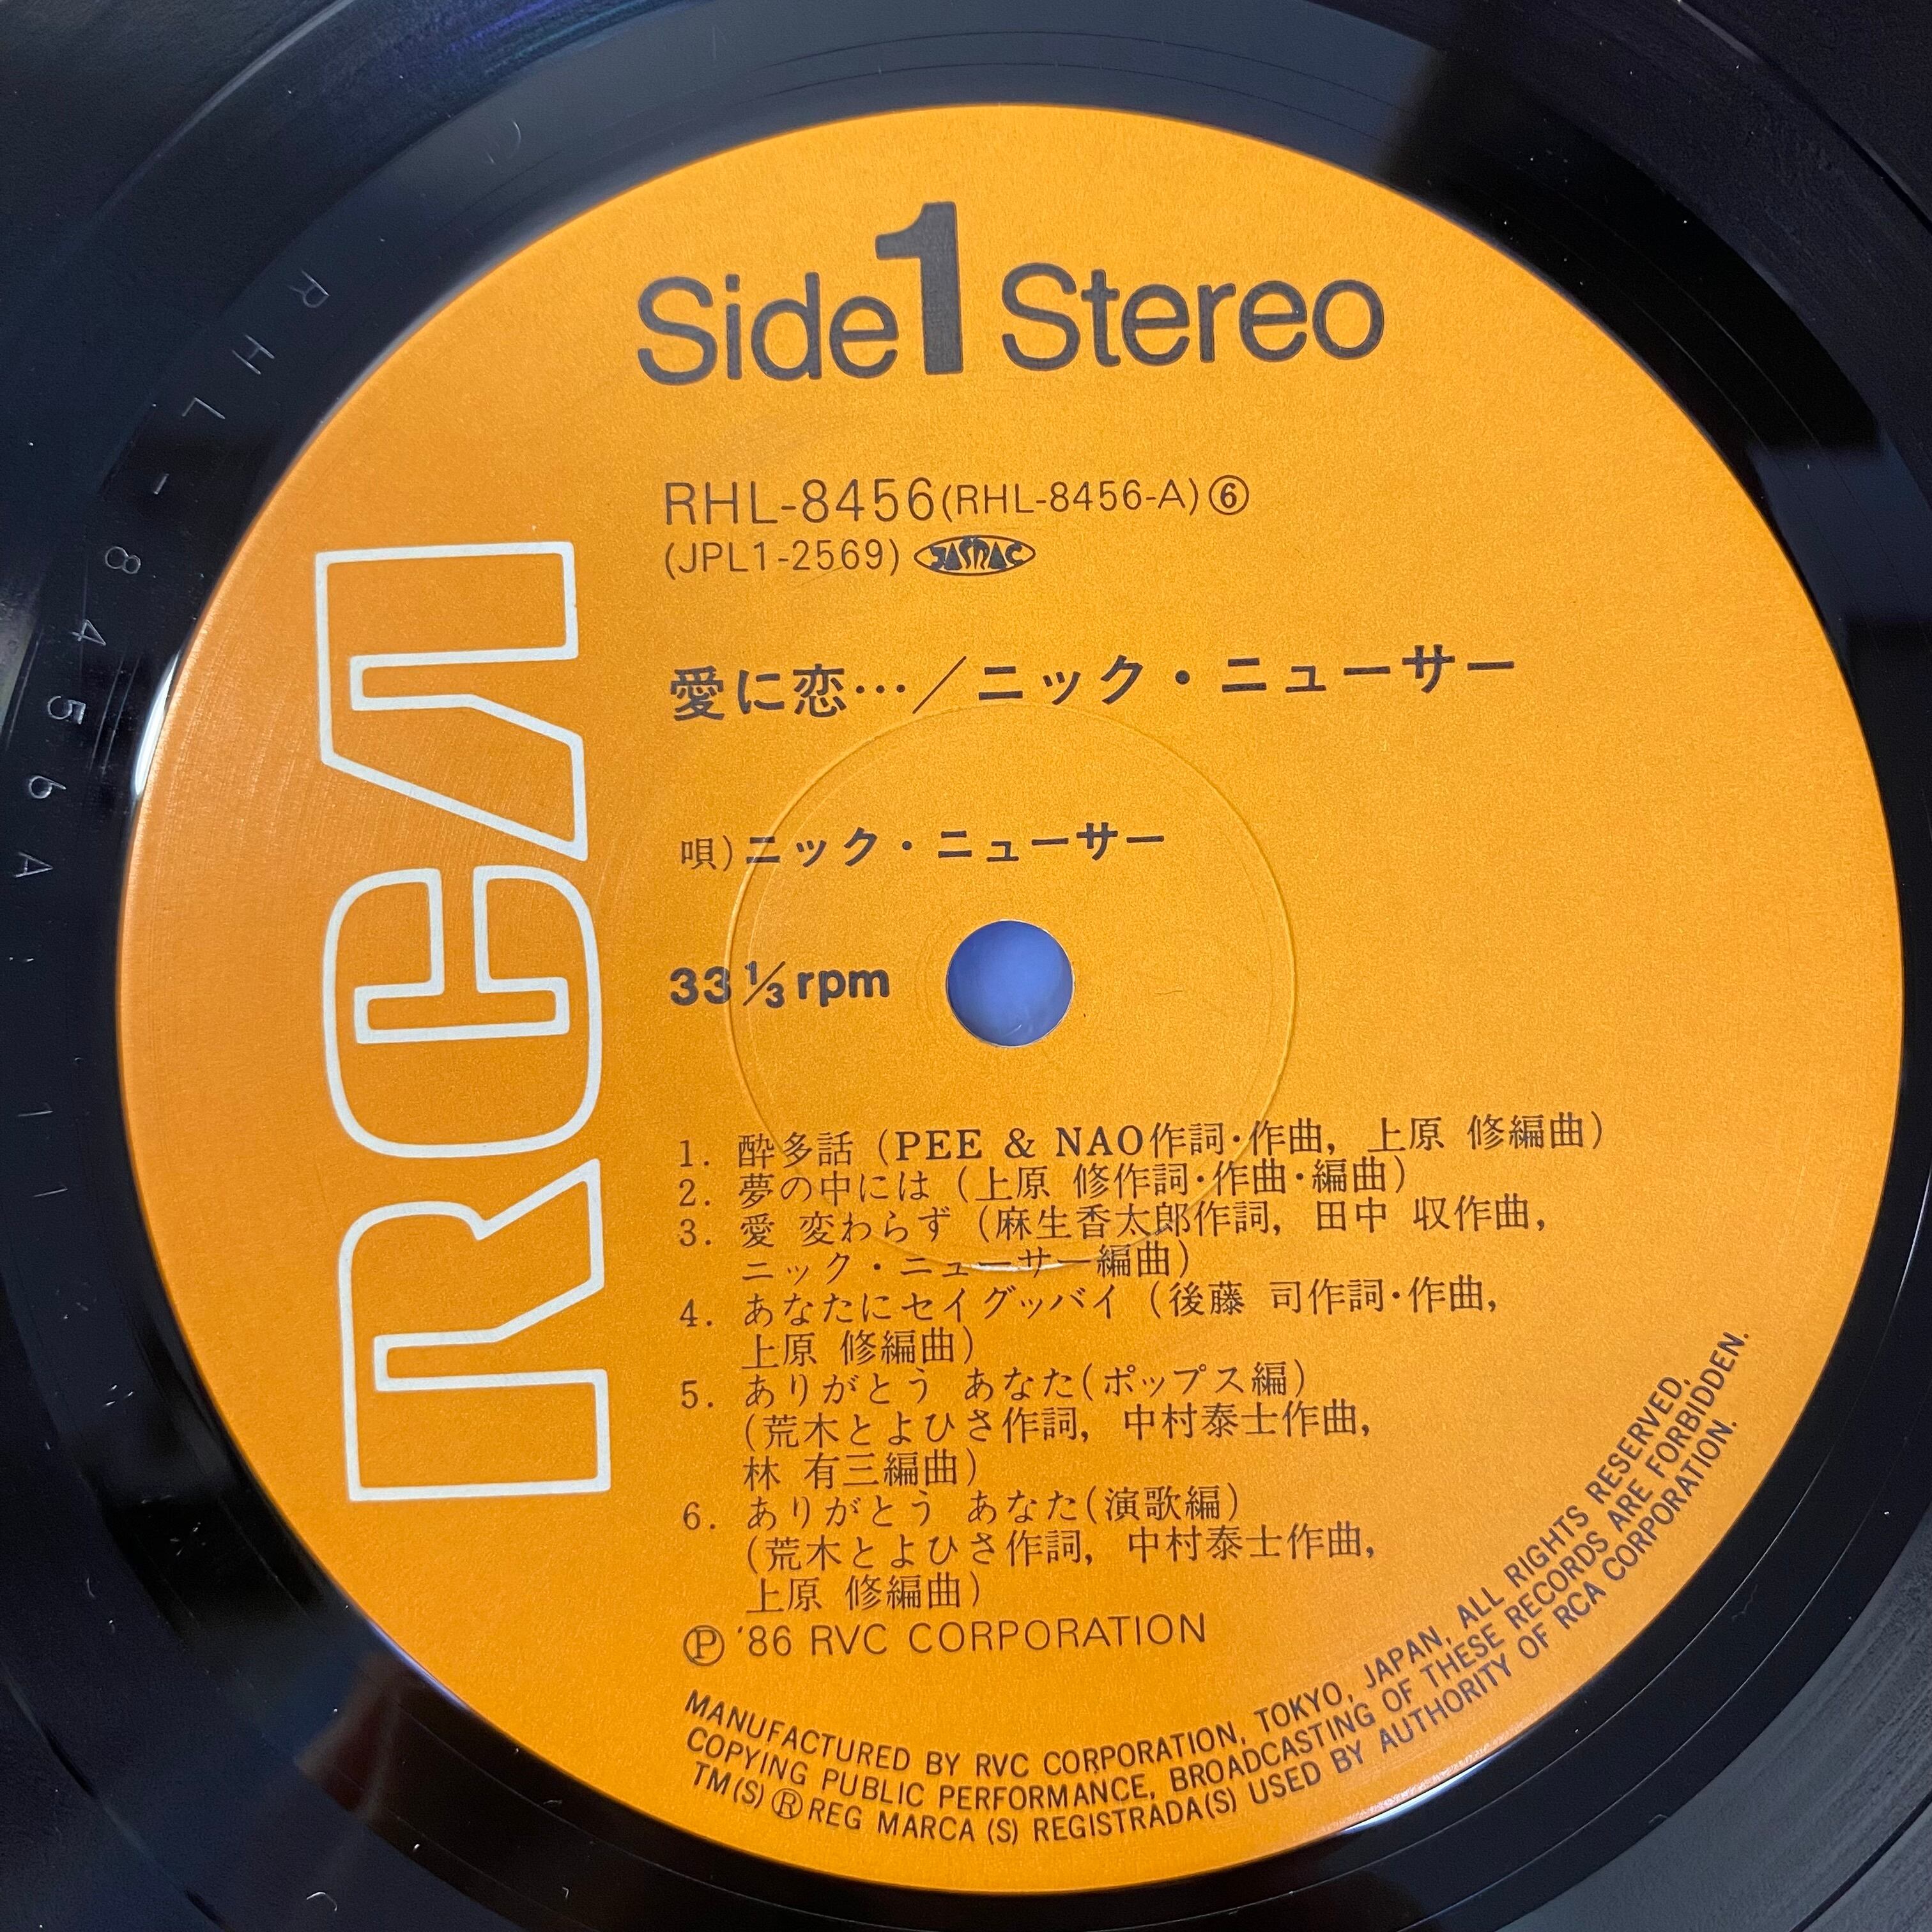 Side 1 Stereo
RHL-8456(RHL-8456-A)⑥
(JPL1-2569) JASRAC
愛に恋…／ニック・ニューサー
唄)ニック・ニューサー
33 1/3 rpm
1. 酔多話 (PEE & NAO作詞・作曲, 上原 修編曲)
2. 夢の中には (上原 修作詞・作曲・編曲)
3. 愛 変わらず (麻生香太郎作詞, 田中 収作曲,
ニック・ニューサー編曲)
4. あなたにセイグッバイ (後藤 司作詞・作曲,
上原 修編曲)
5. ありがとう あなた(ポップス編)
(荒木とよひさ作詞, 中村泰士作曲,
林 有三編曲)
6. ありがとう あなた(演歌編)
(荒木とよひさ作詞, 中村泰士作曲,
上原 修編曲)
Ⓟ '86 RVC CORPORATION
MANUFACTURED BY RVC CORPORATION, TOKYO, JAPAN, ALL RIGHTS RESERVED,
COPYING PUBLIC PERFORMANCE, BROADCASTING OF THESE RECORDS ARE FORBIDDEN.
TM(S) ® REG MARCA (S) REGISTRADA(S) USED BY AUTHORITY OF RCA CORPORATION.
RCA
RHL-8456A 11